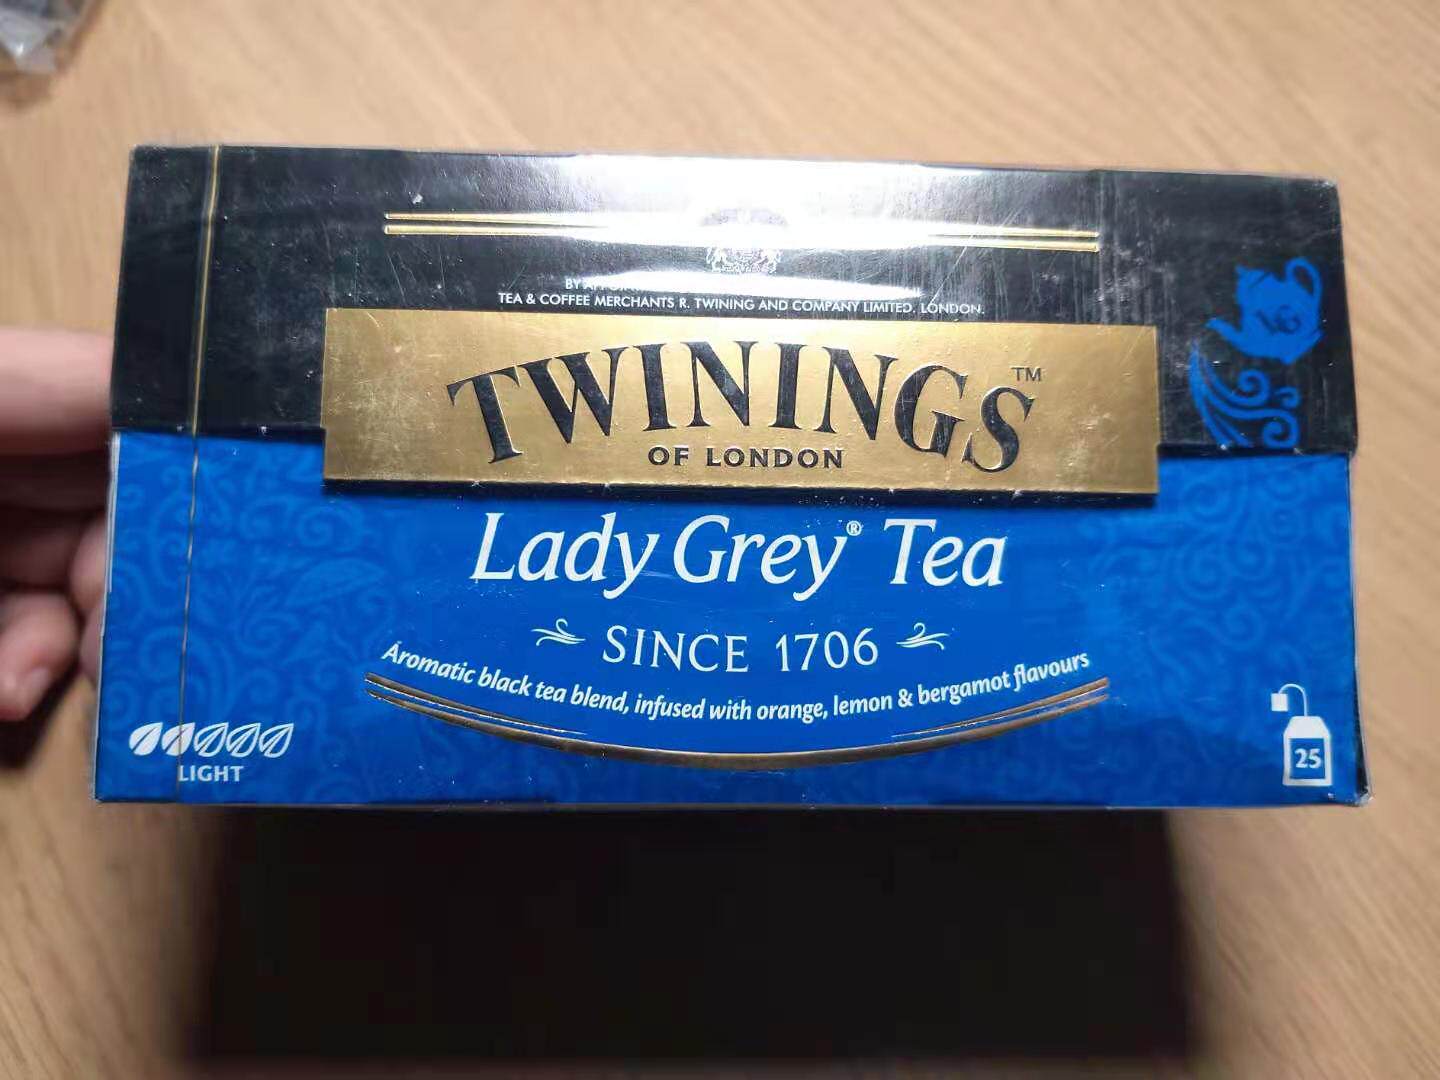 BY
TEA & COFFEE MERCHANTS R. TWINING AND COMPANY LIMITED, LONDON.
TWININGS™
OF LONDON
Lady Grey® Tea
SINCE 1706
Aromatic black tea blend, infused with orange, lemon & bergamot flavours
LIGHT
25